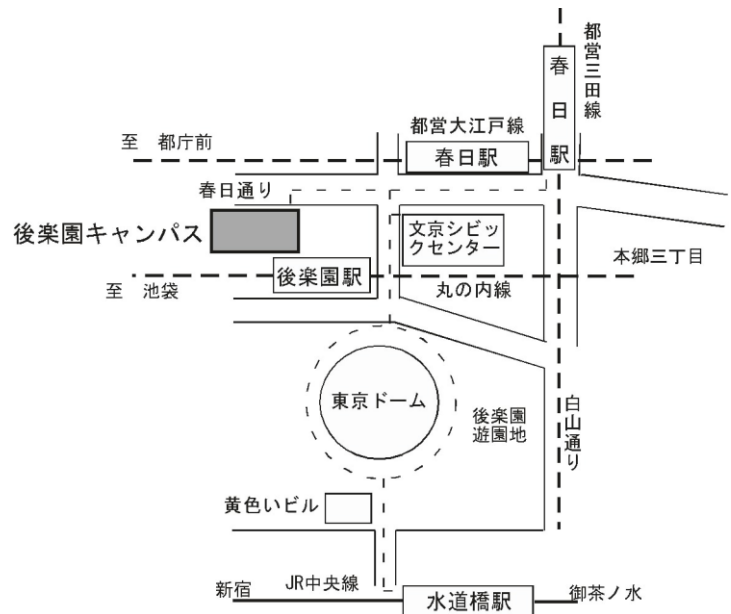 都営三田線
春日駅
都営大江戸線
至 都庁前
春日駅
春日通り
後楽園キャンパス
文京シビッ
クセンター
本郷三丁目
後楽園駅
至 池袋
丸の内線
東京ドーム
後楽園
遊園地
白山通り
黄色いビル
新宿
JR中央線
水道橋駅
御茶ノ水